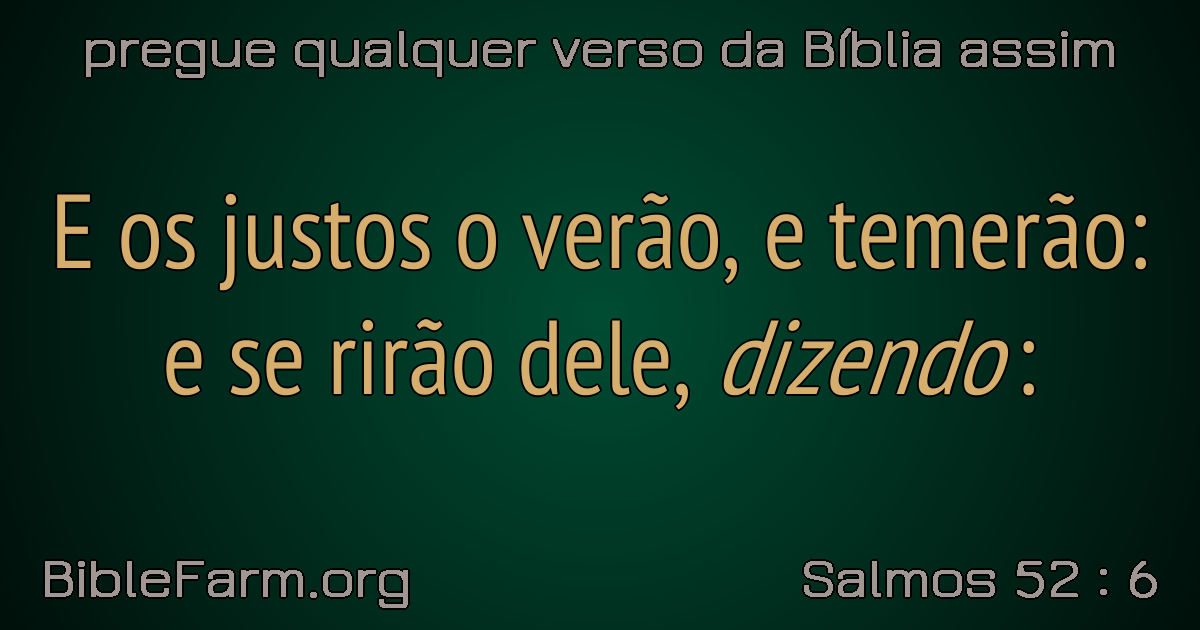 pregue qualquer verso da Bíblia assim
E os justos o verão, e temerão:
e se rirão dele, dizendo:
BibleFarm.org
Salmos 52 : 6